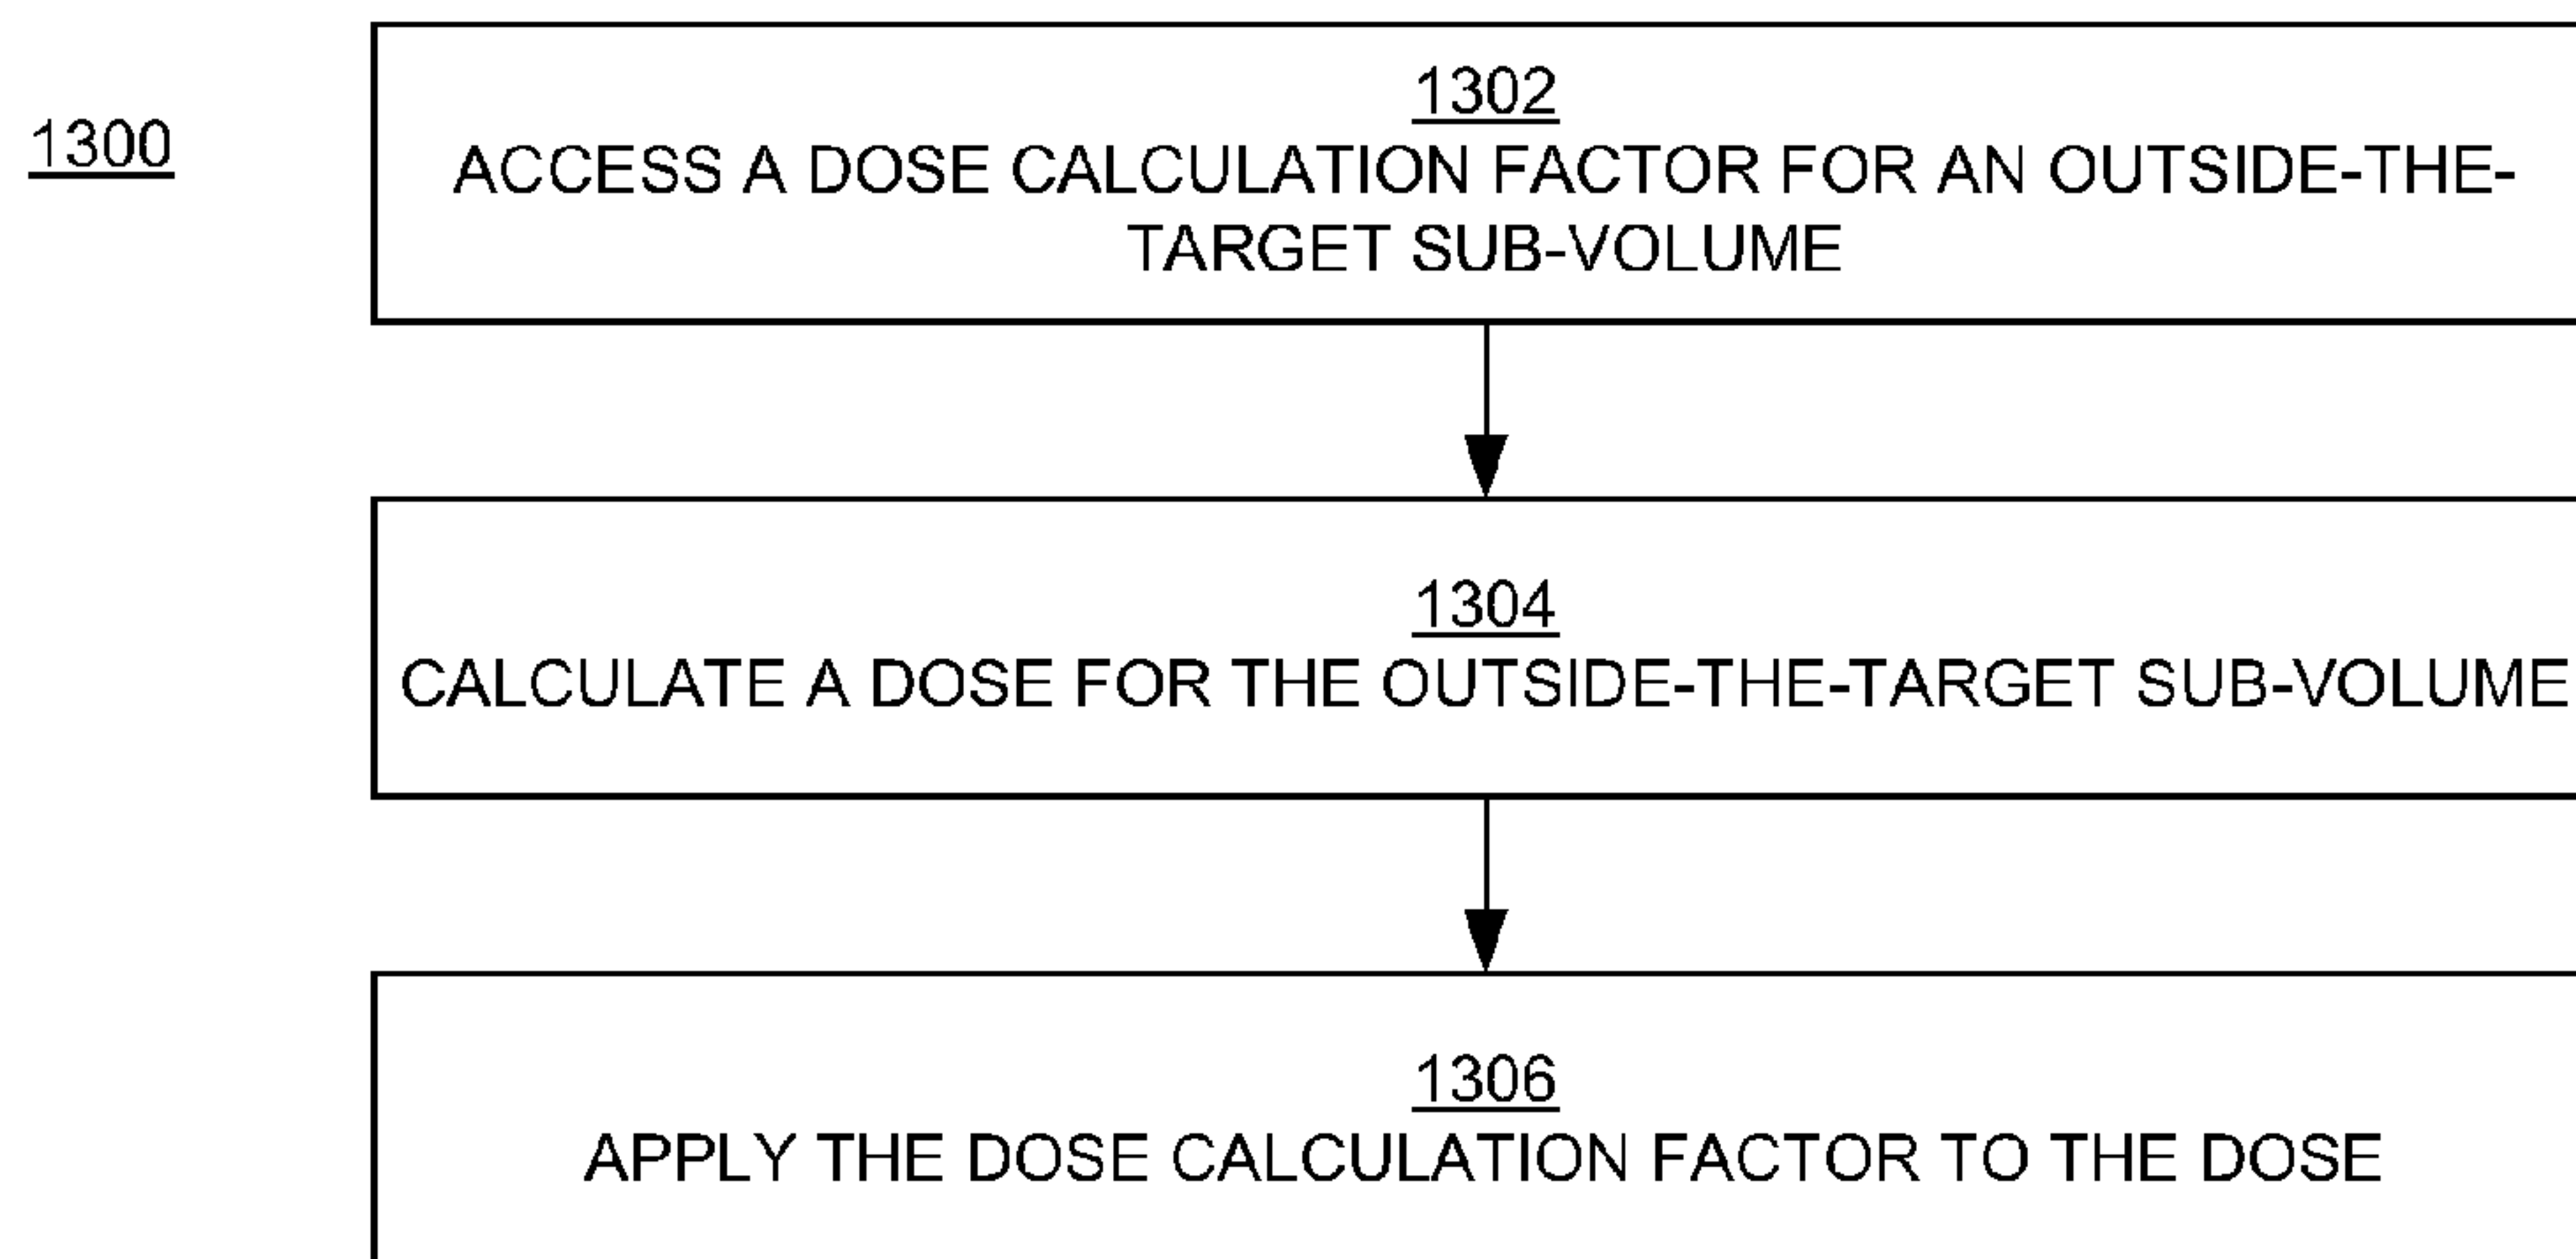 1300
1302
ACCESS A DOSE CALCULATION FACTOR FOR AN OUTSIDE-THE-
TARGET SUB-VOLUME
1304
CALCULATE A DOSE FOR THE OUTSIDE-THE-TARGET SUB-VOLUME
1306
APPLY THE DOSE CALCULATION FACTOR TO THE DOSE